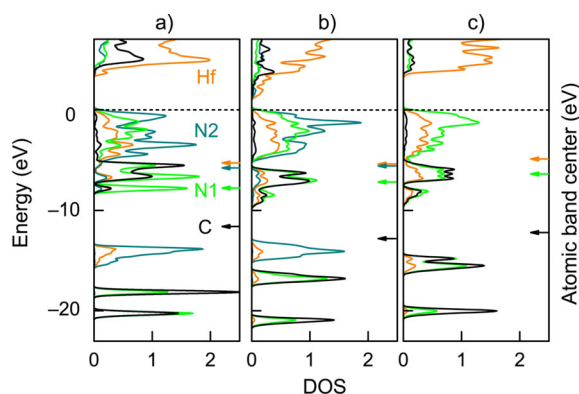 a) b) c)
Energy (eV)
0
−10
−20
Hf
N2
N1
C
0 1 2 0 1 2 0 1 2
DOS
Atomic band center (eV)